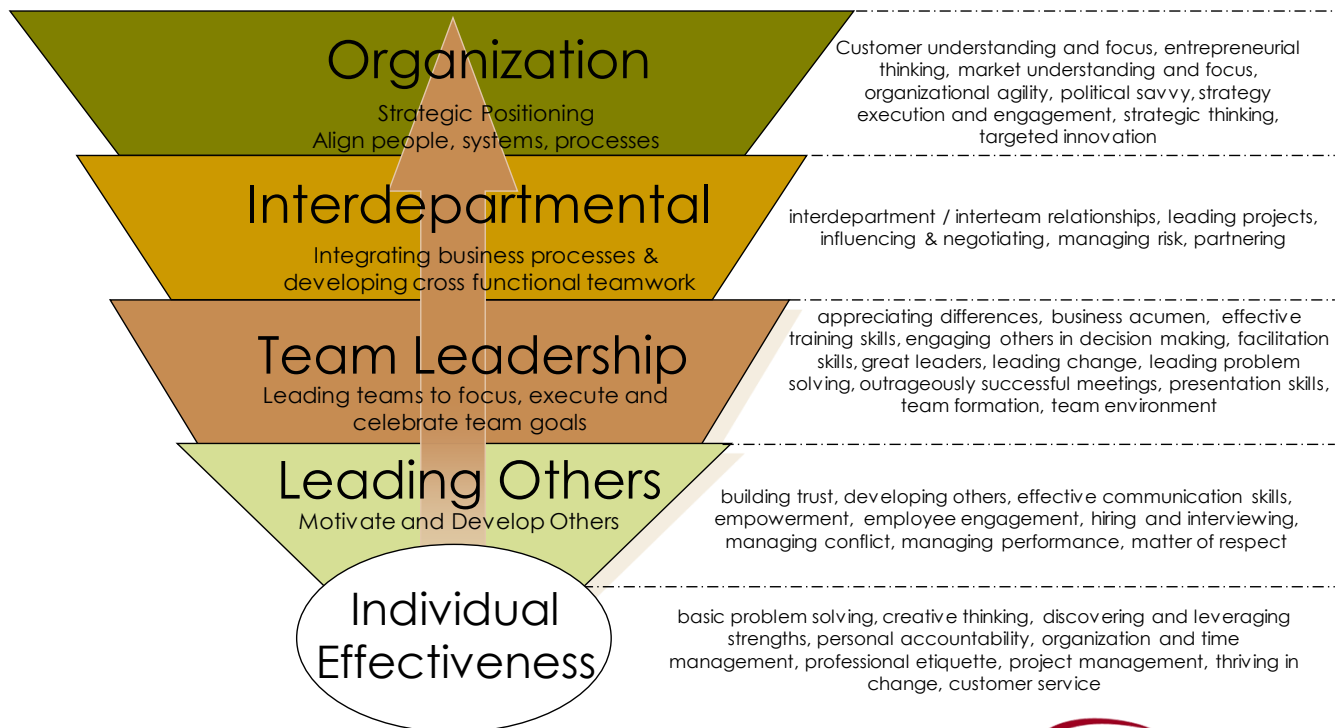 Organization
Strategic Positioning
Align people, systems, processes
Customer understanding and focus, entrepreneurial
thinking, market understanding and focus,
organizational agility, political savvy, strategy
execution and engagement, strategic thinking,
targeted innovation
Interdepartmental
Integrating business processes &
developing cross functional teamwork
interdepartment / interteam relationships, leading projects,
influencing & negotiating, managing risk, partnering
Team Leadership
Leading teams to focus, execute and
celebrate team goals
appreciating differences, business acumen, effective
training skills, engaging others in decision making, facilitation
skills, great leaders, leading change, leading problem
solving, outrageously successful meetings, presentation skills,
team formation, team environment
Leading Others
Motivate and Develop Others
building trust, developing others, effective communication skills,
empowerment, employee engagement, hiring and interviewing,
managing conflict, managing performance, matter of respect
Individual
Effectiveness
basic problem solving, creative thinking, discovering and leveraging
strengths, personal accountability, organization and time
management, professional etiquette, project management, thriving in
change, customer service